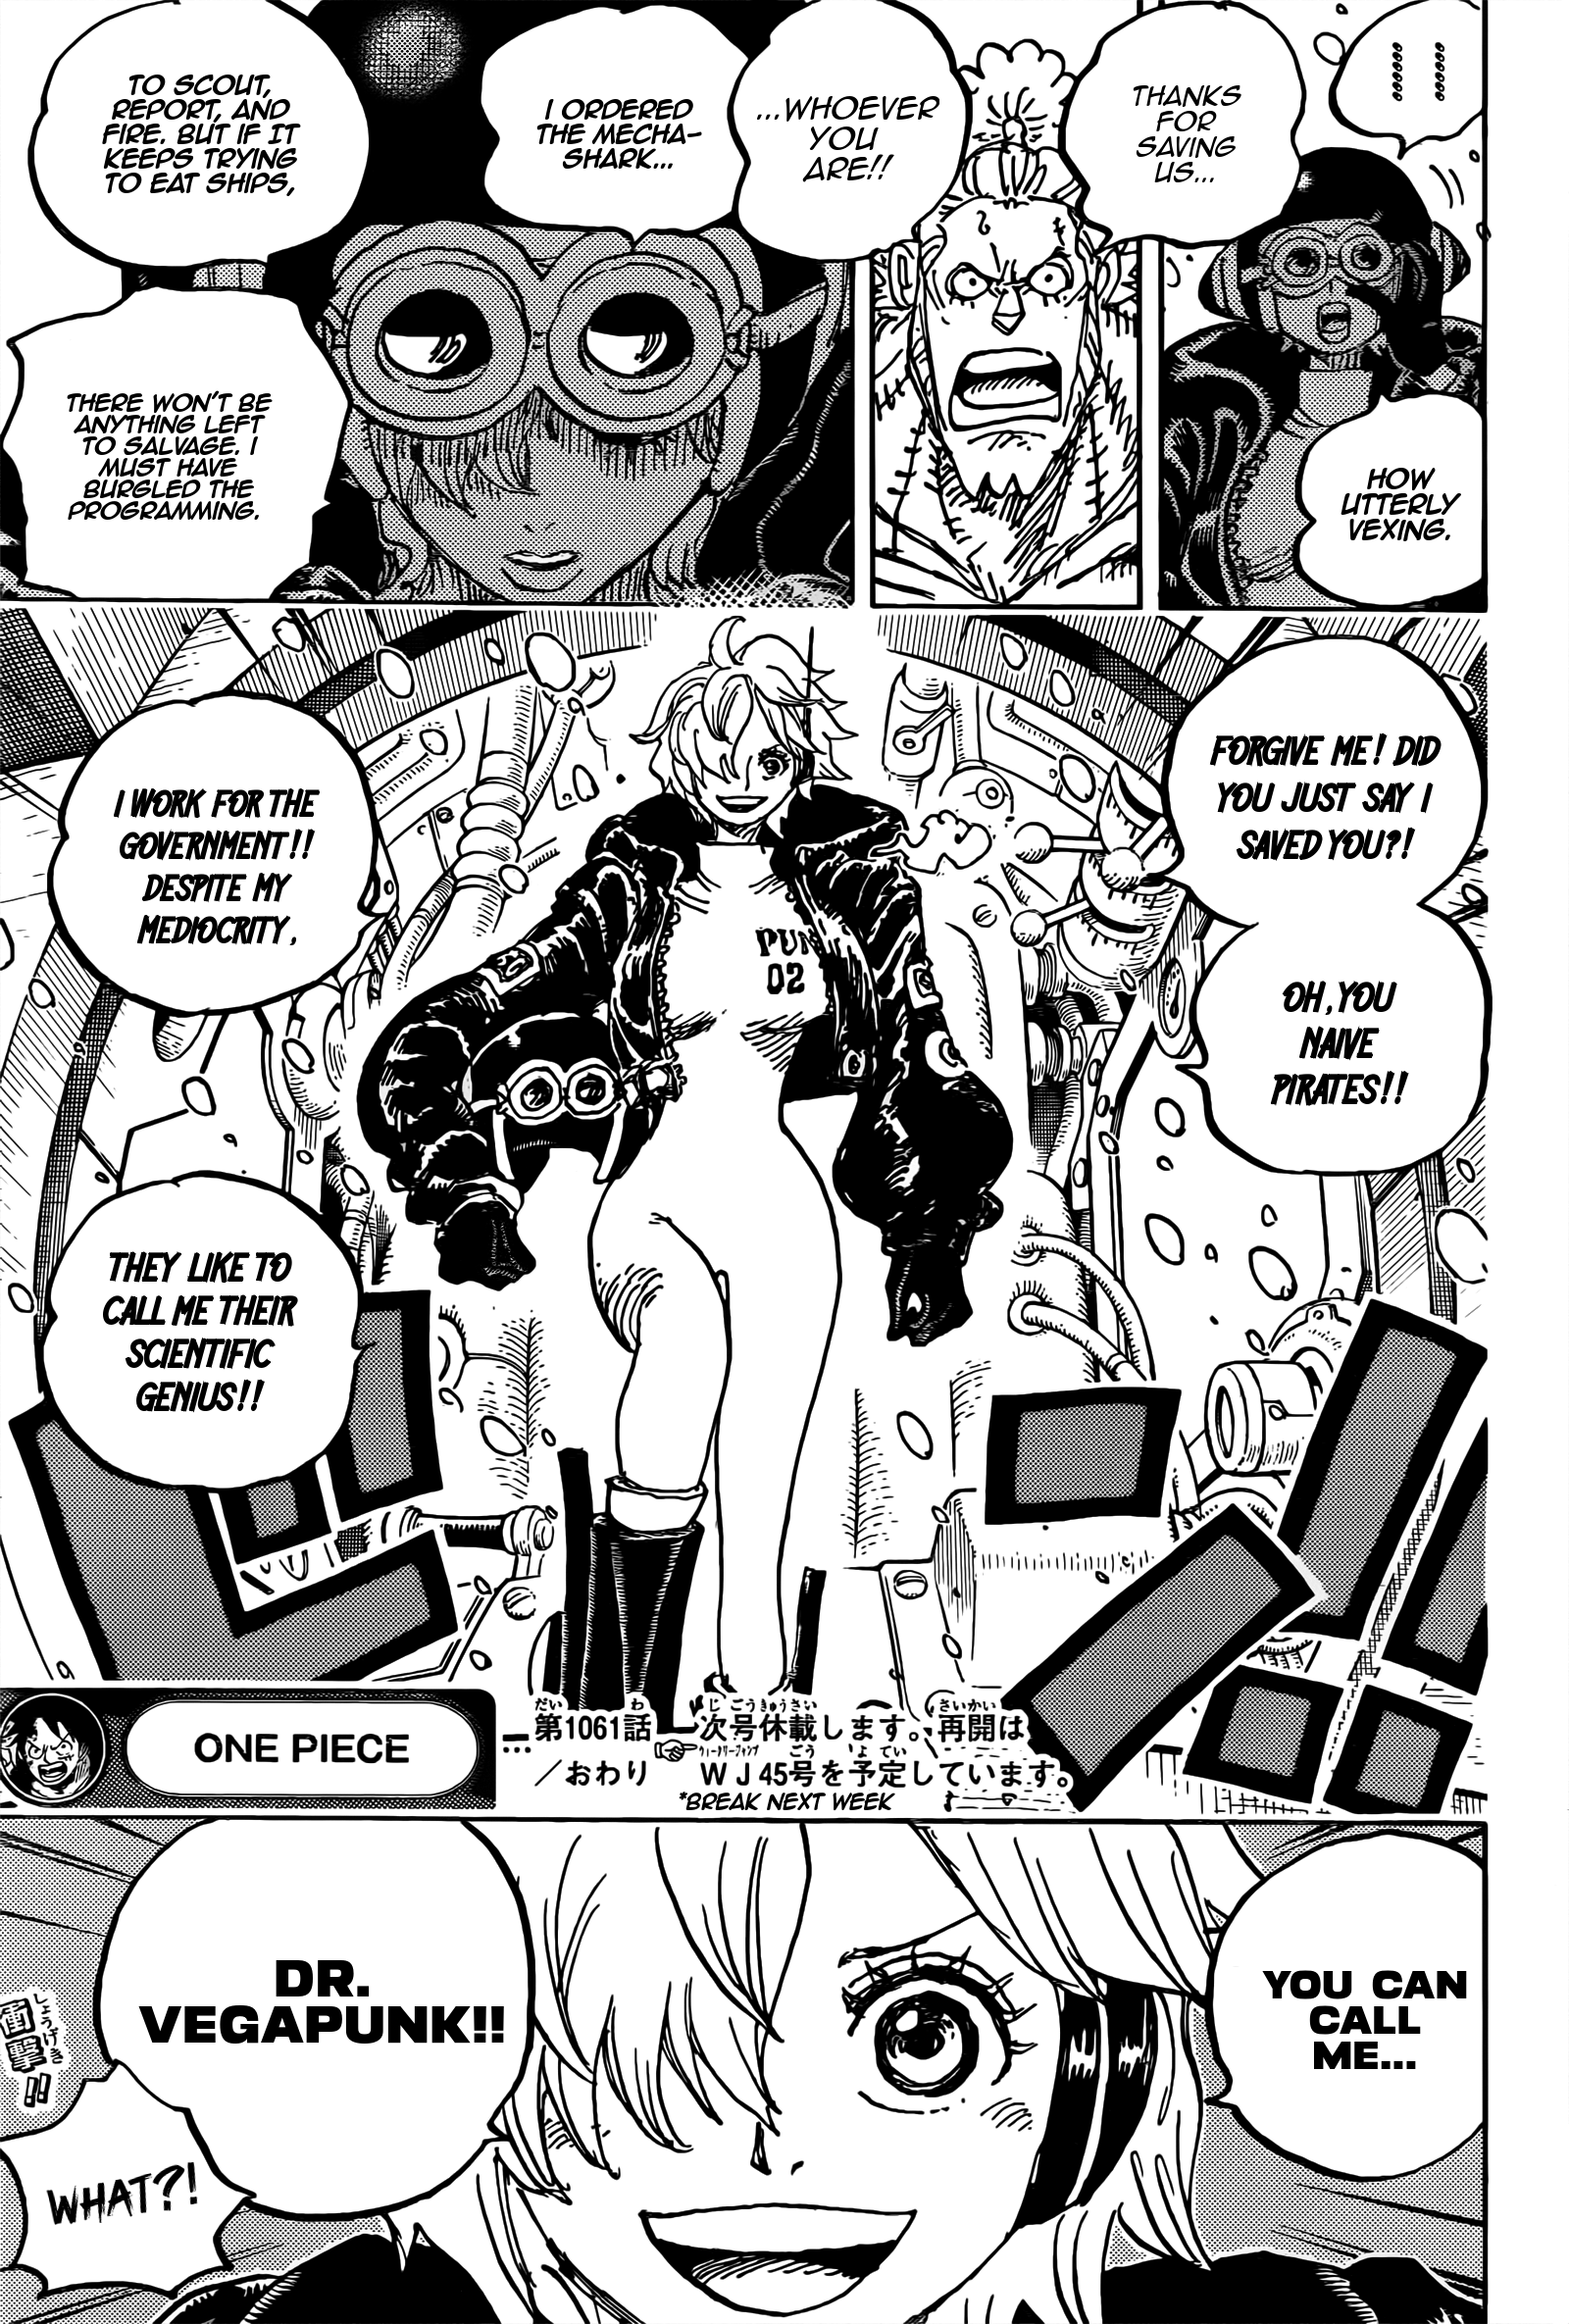 ......
......
HOW
UTTERLY
VEXING.
THANKS
FOR
SAVING
US...
...WHOEVER
YOU
ARE!!
I ORDERED
THE MECHA-
SHARK...
TO SCOUT,
REPORT, AND
FIRE. BUT IF IT
KEEPS TRYING
TO EAT SHIPS,
THERE WON'T BE
ANYTHING LEFT
TO SALVAGE. I
MUST HAVE
BURGLED THE
PROGRAMMING.
FORGIVE ME! DID
YOU JUST SAY I
SAVED YOU?!
OH, YOU
NAIVE
PIRATES!!
PUN
02
I WORK FOR THE
GOVERNMENT!!
DESPITE MY
MEDIOCRITY,
THEY LIKE TO
CALL ME THEIR
SCIENTIFIC
GENIUS!!
ONE PIECE
第1061話
／おわり
次号休載します。再開は
WJ45号を予定しています。
*BREAK NEXT WEEK
YOU CAN
CALL
ME...
DR.
VEGAPUNK!!
衝撃!!
WHAT?!